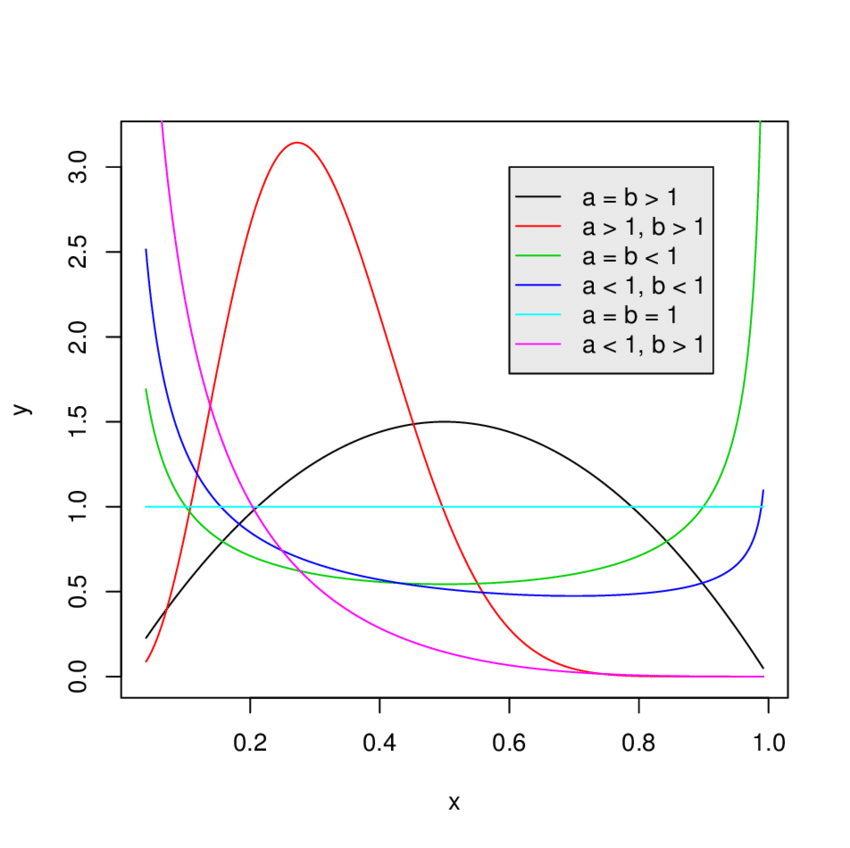 3.0
2.5
2.0
1.5
1.0
0.5
0.0
y
a = b > 1
a > 1, b > 1
a = b < 1
a < 1, b < 1
a = b = 1
a < 1, b > 1
0.2 0.4 0.6 0.8 1.0
x